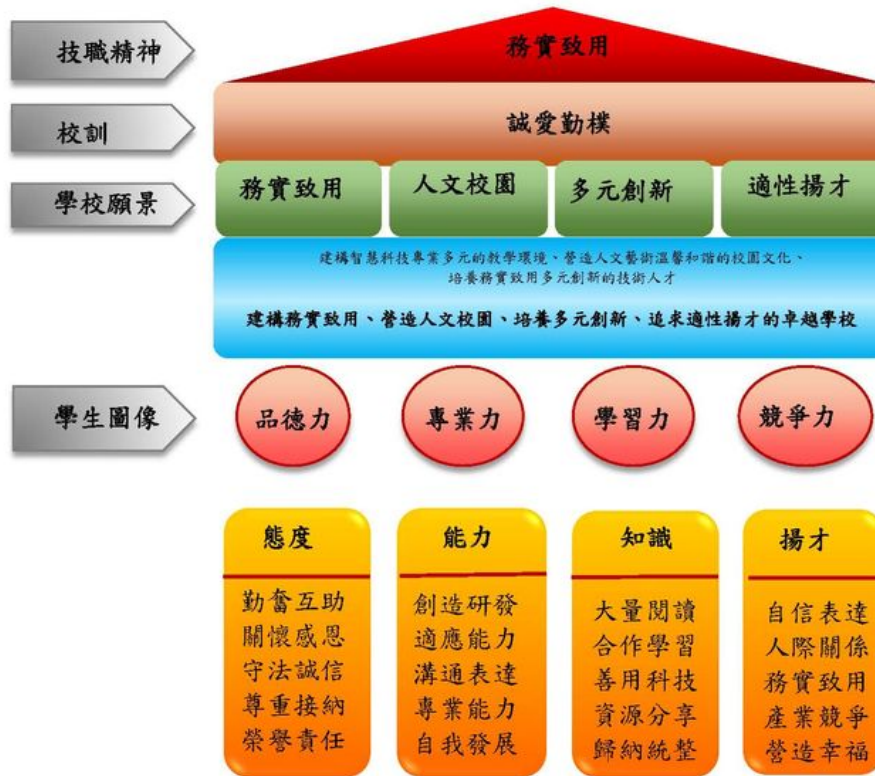 技職精神
務實致用
校訓
誠愛勤樸
學校願景
務實致用
人文校園
多元創新
適性揚才
建構智慧科技專業多元的教學環境、營造人文藝術溫馨和諧的校園文化、
培養務實致用多元創新的技術人才
建構務實致用、營造人文校園、培養多元創新、追求適性揚才的卓越學校
學生圖像
品德力
專業力
學習力
競爭力
態度
勤奮互助
關懷感恩
守法誠信
尊重接納
榮譽責任
能力
創造研發
適應能力
溝通表達
專業能力
自我發展
知識
大量閱讀
合作學習
善用科技
資源分享
歸納統整
揚才
自信表達
人際關係
務實致用
產業競爭
營造幸福